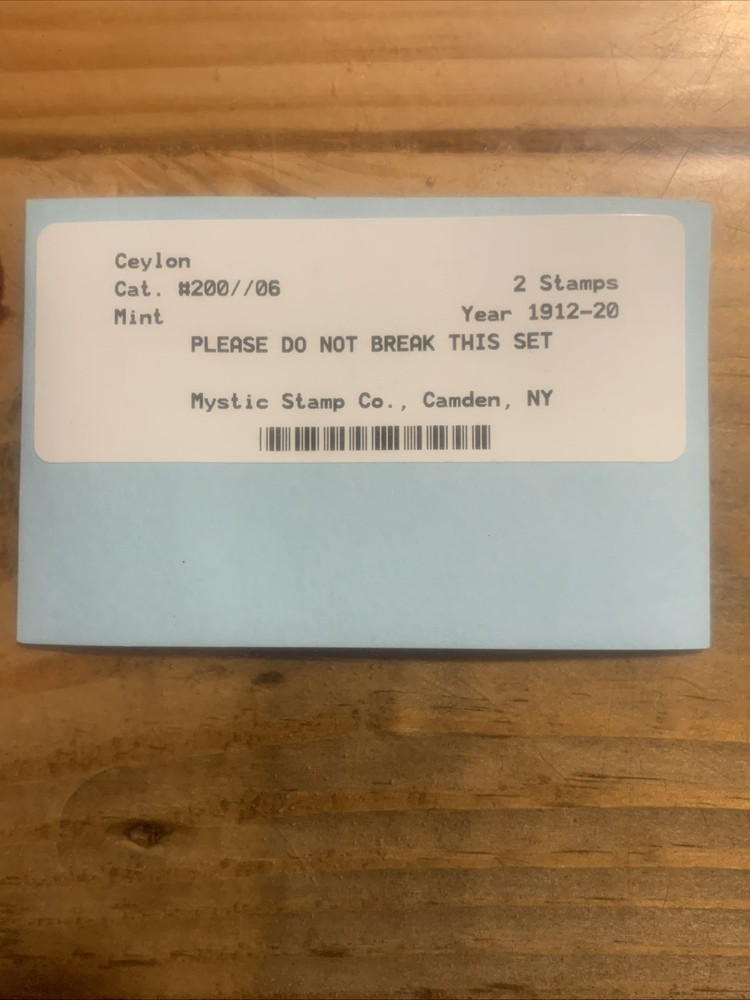 Ceylon
Cat. #200//06
2 Stamps
Mint
Year 1912-20
PLEASE DO NOT BREAK THIS SET
Mystic Stamp Co., Camden, NY